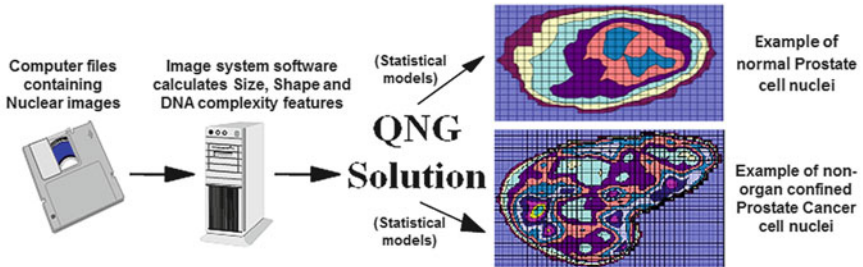 Computer files
containing
Nuclear images
Image system software
calculates Size, Shape and
DNA complexity features
(Statistical
models)
QNG
Solution
(Statistical
models)
Example of
normal Prostate
cell nuclei
Example of non-
organ confined
Prostate Cancer
cell nuclei